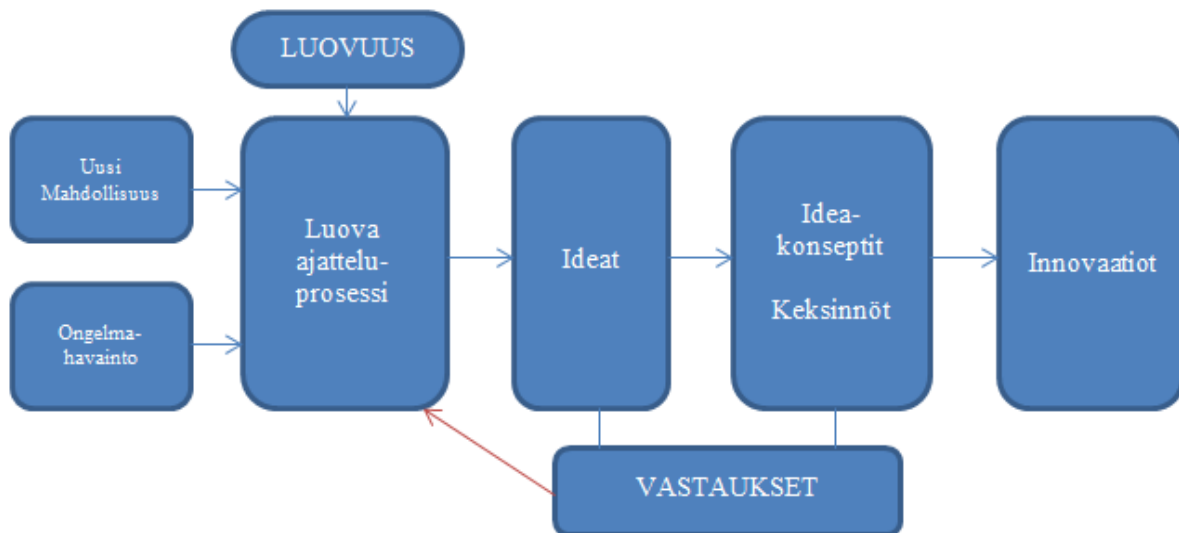 LUOVUUS
Uusi
Mahdollisuus
Ongelma-
havainto
Luova
ajattelu-
prosessi
Ideat
Idea-
konseptit
Keksinnöt
Innovaatiot
VASTAUKSET